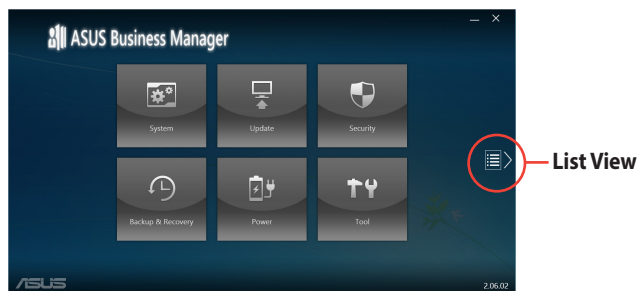 ASUS Business Manager
System
Update
Security
List View
Backup & Recovery
Power
Tool
ASUS
2.06.02